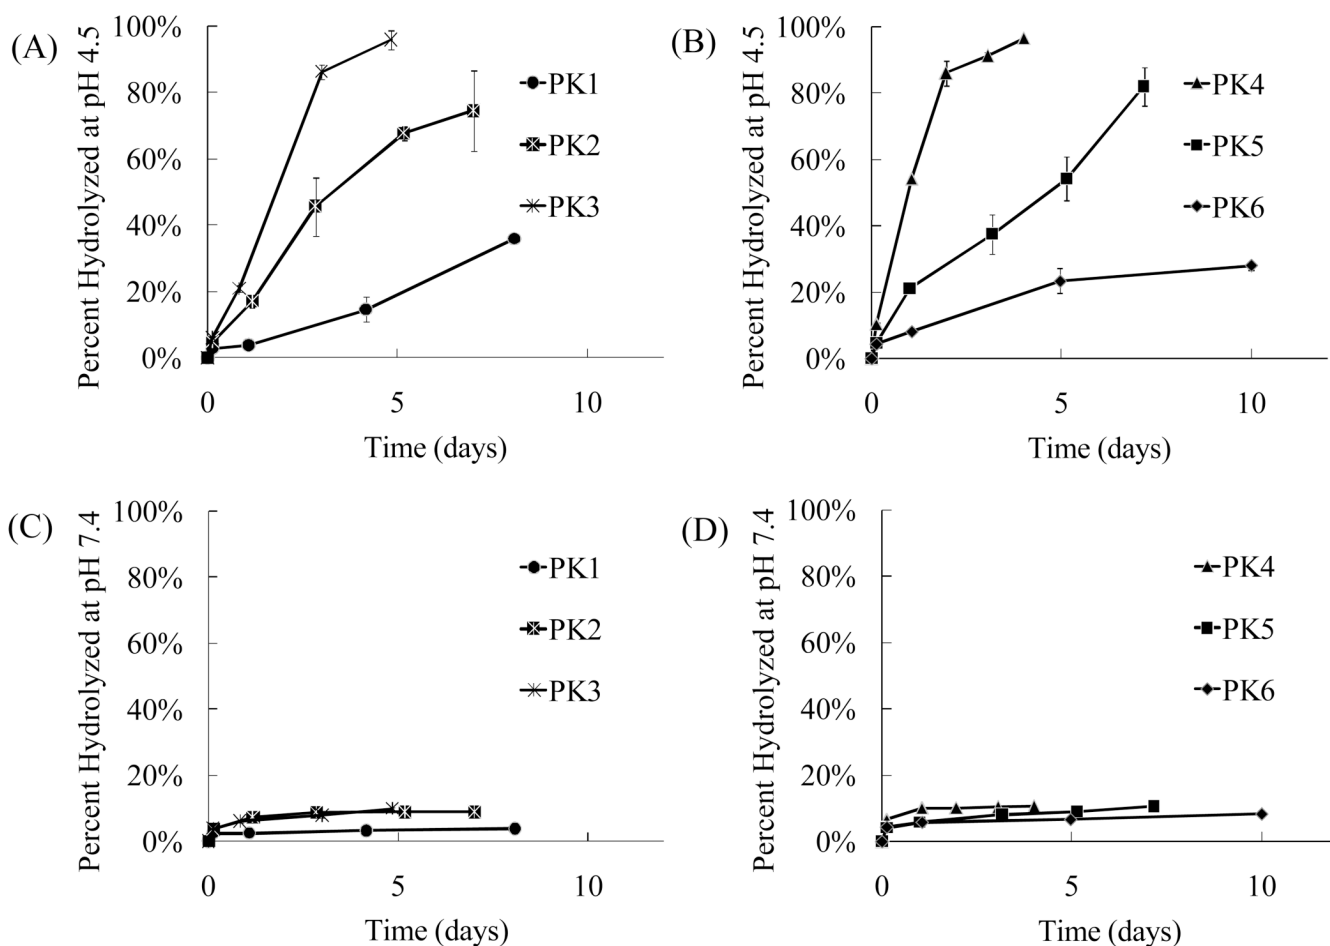 (A)
Percent Hydrolyzed at pH 4.5
100%
80%
60%
40%
20%
0%
0
5
10
Time (days)
PK1
PK2
PK3
(B)
Percent Hydrolyzed at pH 4.5
100%
80%
60%
40%
20%
0%
0
5
10
Time (days)
PK4
PK5
PK6
(C)
Percent Hydrolyzed at pH 7.4
100%
80%
60%
40%
20%
0%
0
5
10
Time (days)
PK1
PK2
PK3
(D)
Percent Hydrolyzed at pH 7.4
100%
80%
60%
40%
20%
0%
0
5
10
Time (days)
PK4
PK5
PK6